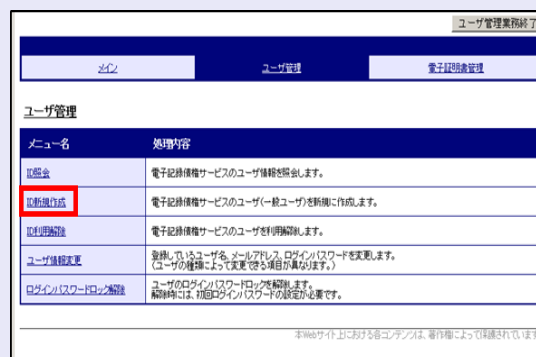 ユーザ管理業務終了
メイン
ユーザ管理
電子証明書管理
ユーザ管理
メニュー名
処理内容
ID照会
電子記録債権サービスのユーザ情報を照会します。
ID新規作成
電子記録債権サービスのユーザ(一般ユーザ)を新規に作成します。
ID利用解除
電子記録債権サービスのユーザを利用解除します。
ユーザ情報変更
登録しているユーザ名、メールアドレス、ログインパスワードを変更します。
(ユーザの種類によって変更できる項目が異なります。)
ログインパスワードロック解除
ユーザのログインパスワードロックを解除します。
解除時には、初回ログインパスワードの設定が必要です。
本Webサイト上における各コンテンツは、著作権によって保護されています